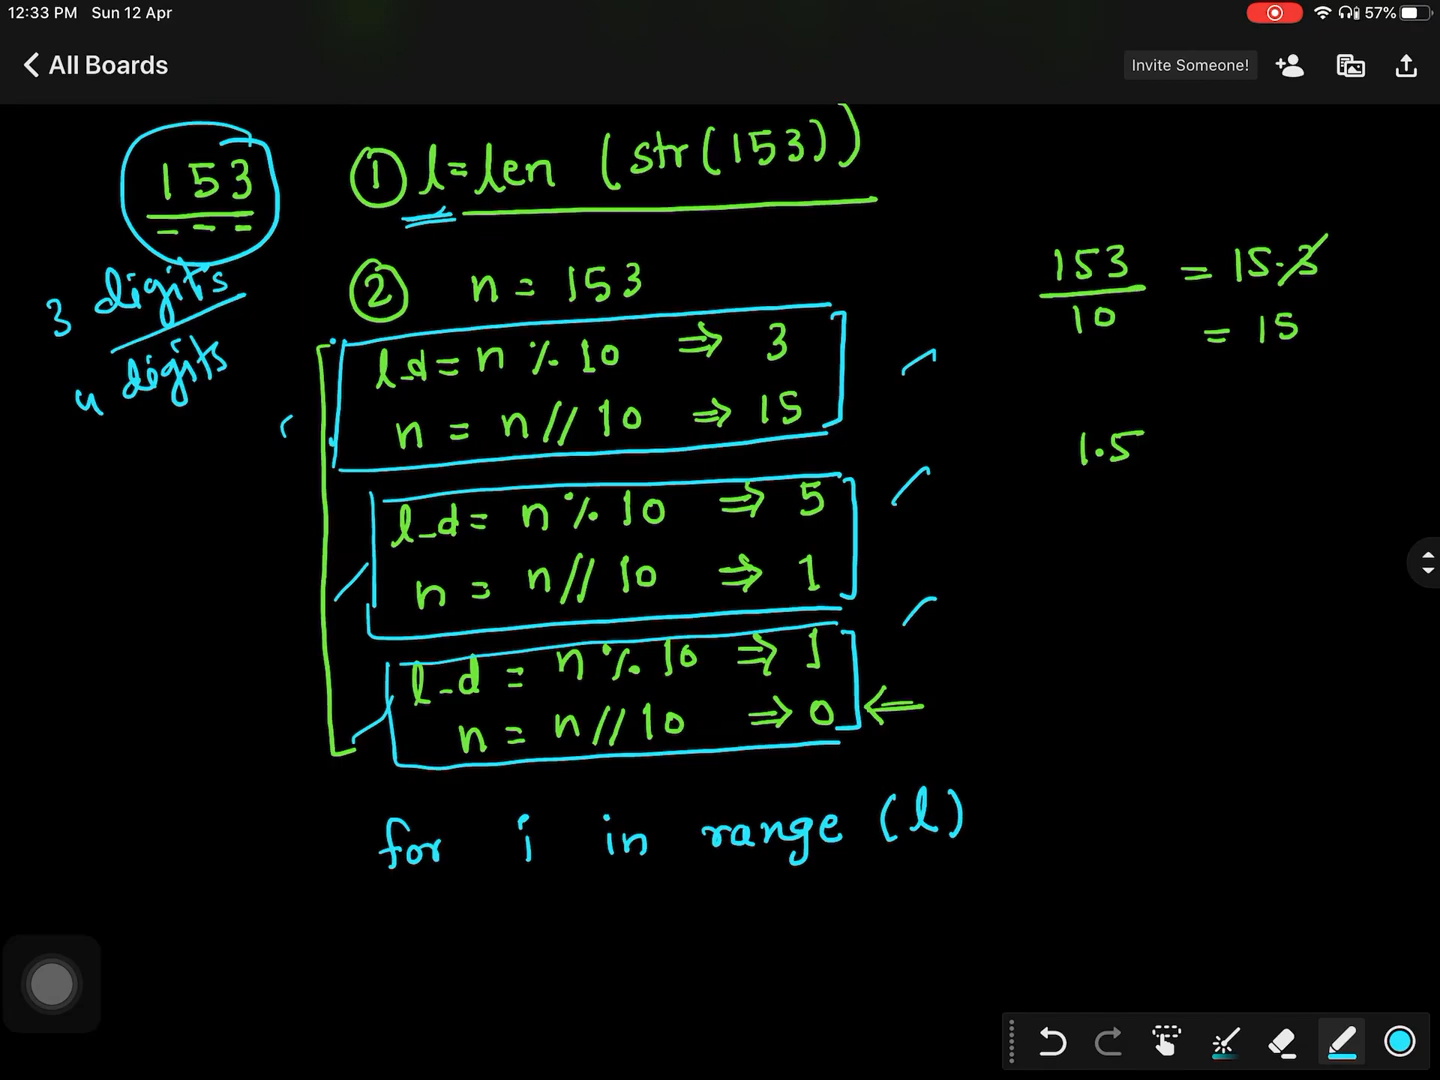 12:33 PM Sun 12 Apr 57%
All Boards Invite Someone!
153
3 digits
4 digits
① l=len (str(153))
② n = 153
l_d = n % 10 ⇒ 3
n = n // 10 ⇒ 15
l_d = n % 10 ⇒ 5
n = n // 10 ⇒ 1
l_d = n % 10 ⇒ 1
n = n // 10 ⇒ 0
for i in range (l)
153/10 = 15.3
= 15
1.5